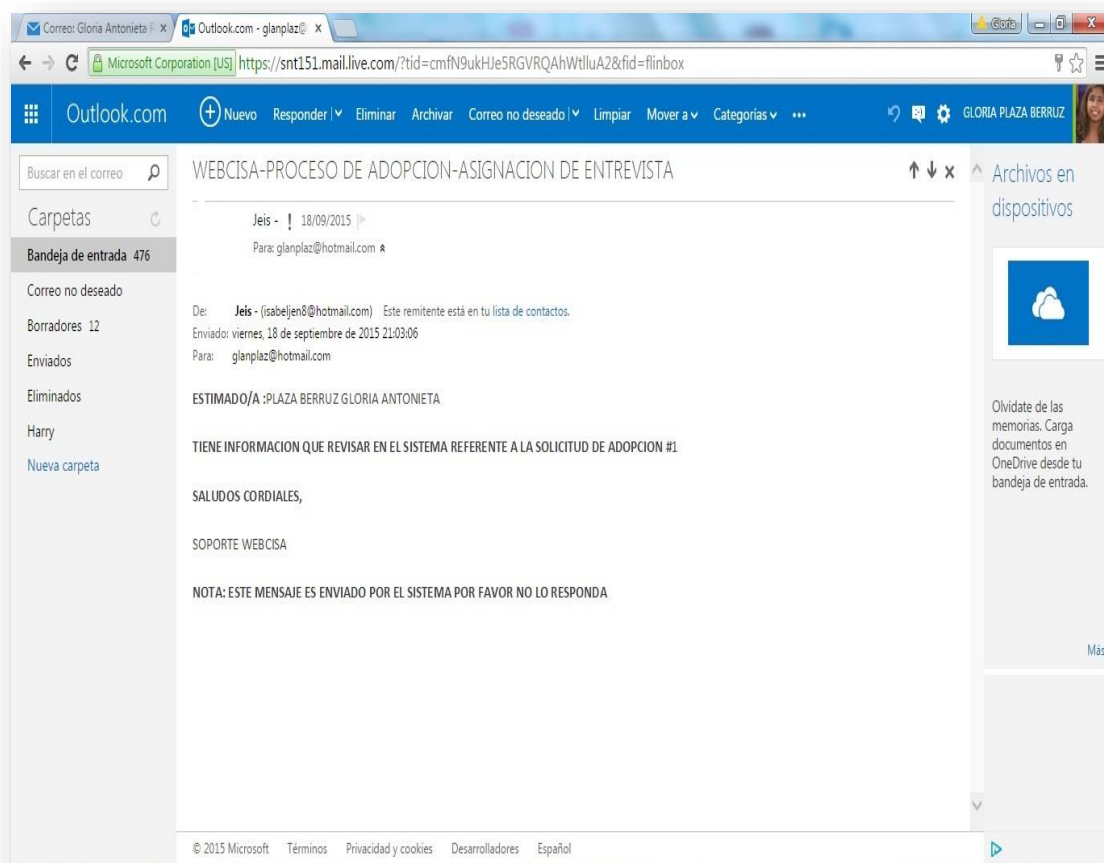 Correo: Gloria Antonieta
Outlook.com - glanplaz@
Gloria
Microsoft Corporation [US] https://snt151.mail.live.com/?tid=cmfN9ukHJe5RGVRQAhWtlluA2&fid=flinbox
Outlook.com
Nuevo Responder Eliminar Archivar Correo no deseado Limpiar Mover a Categorías ...
GLORIA PLAZA BERRUZ
Buscar en el correo
Carpetas
Bandeja de entrada 476
Correo no deseado
Borradores 12
Enviados
Eliminados
Harry
Nueva carpeta
WEBCISA-PROCESO DE ADOPCION-ASIGNACION DE ENTREVISTA
Jeis - ! 18/09/2015
Para: glanplaz@hotmail.com
De: Jeis - (isabeljen8@hotmail.com) Este remitente está en tu lista de contactos.
Enviado: viernes, 18 de septiembre de 2015 21:03:06
Para: glanplaz@hotmail.com
ESTIMADO/A :PLAZA BERRUZ GLORIA ANTONIETA
TIENE INFORMACION QUE REVISAR EN EL SISTEMA REFERENTE A LA SOLICITUD DE ADOPCION #1
SALUDOS CORDIALES,
SOPORTE WEBCISA
NOTA: ESTE MENSAJE ES ENVIADO POR EL SISTEMA POR FAVOR NO LO RESPONDA
Archivos en
dispositivos
Olvídate de las
memorias. Carga
documentos en
OneDrive desde tu
bandeja de entrada.
Más
© 2015 Microsoft Términos Privacidad y cookies Desarrolladores Español